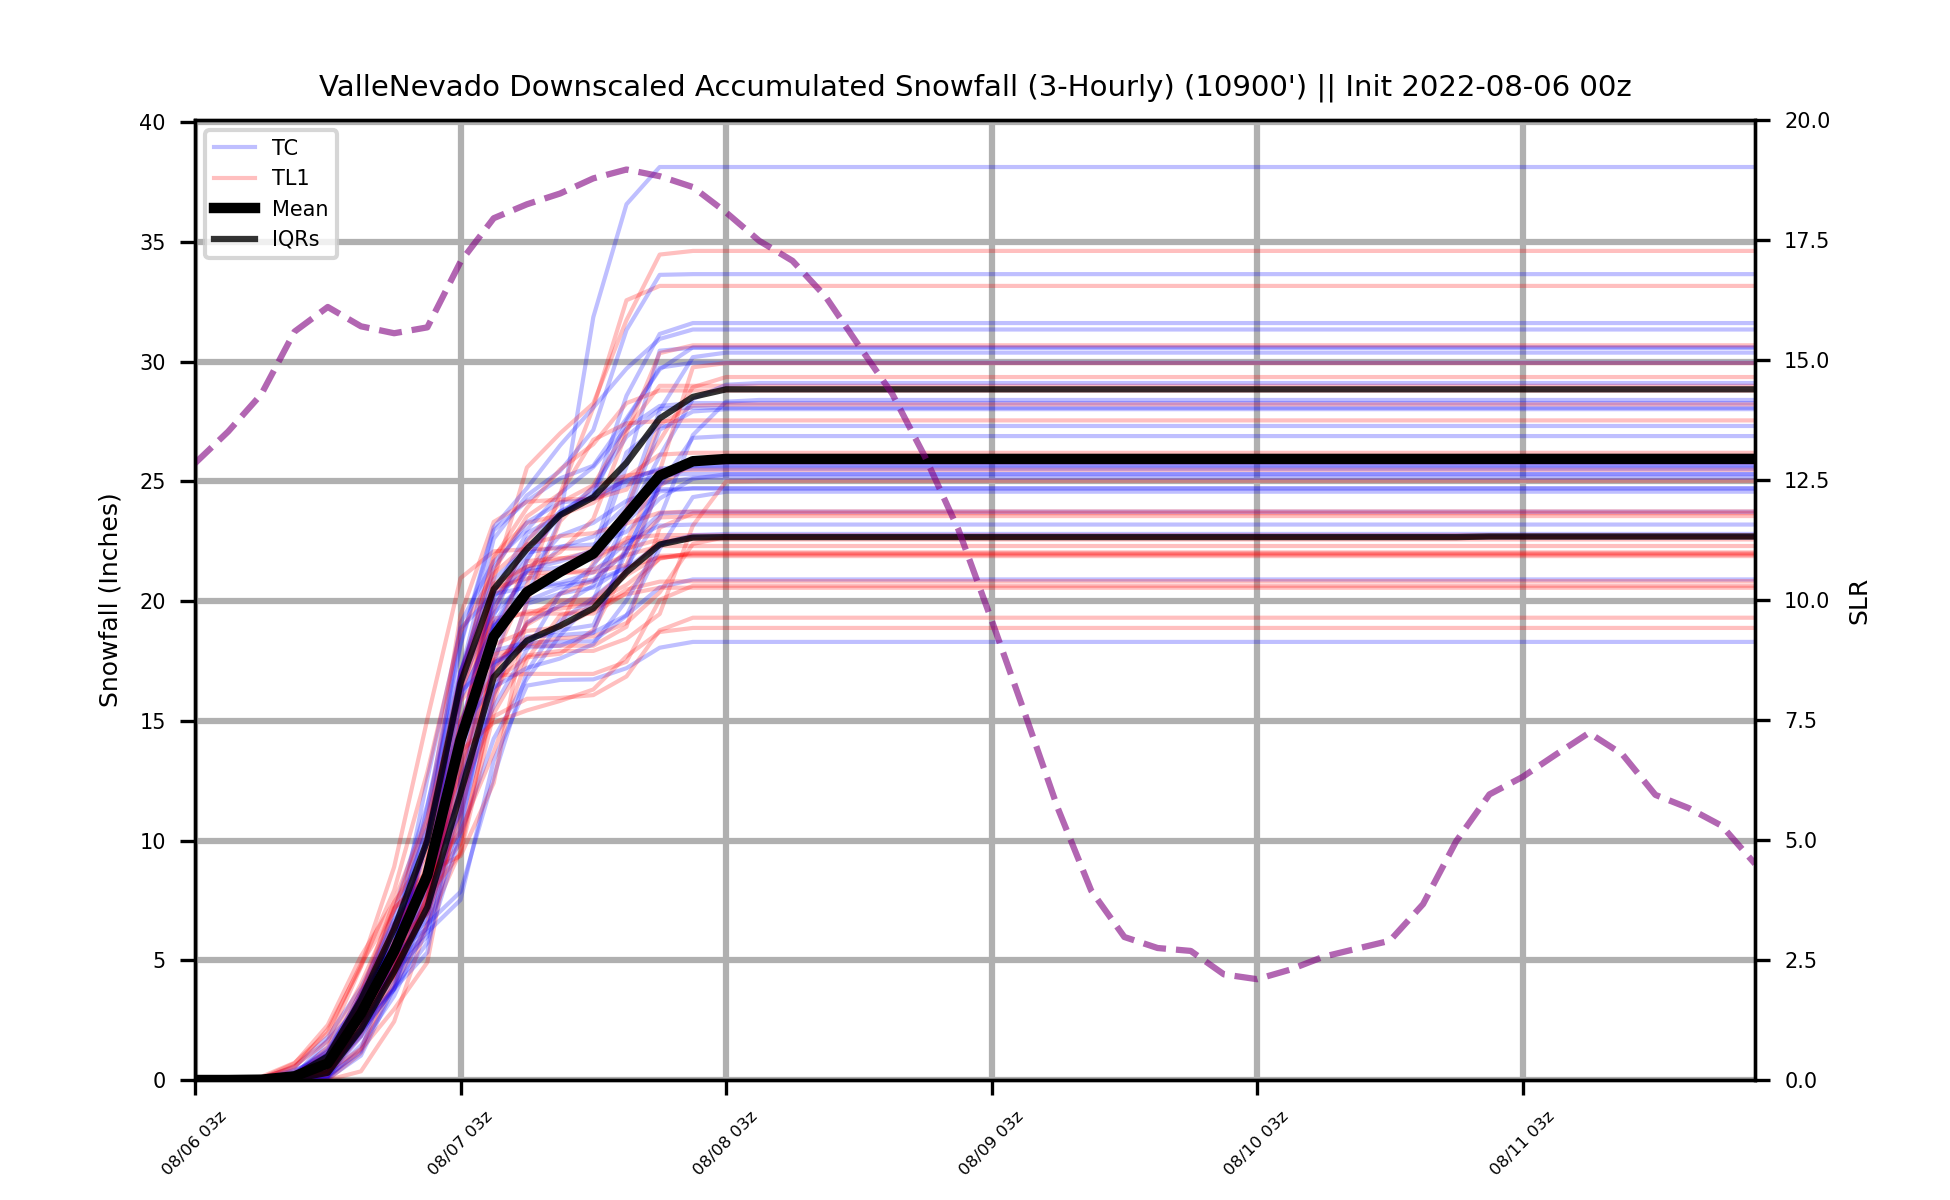 ValleNevado Downscaled Accumulated Snowfall (3-Hourly) (10900') || Init 2022-08-06 00z
TC
TL1
Mean
IQRs
Snowfall (Inches)
40
35
30
25
20
15
10
5
0
20.0
17.5
15.0
12.5
10.0
7.5
5.0
2.5
0.0
SLR
08/06 03z
08/07 03z
08/08 03z
08/09 03z
08/10 03z
08/11 03z